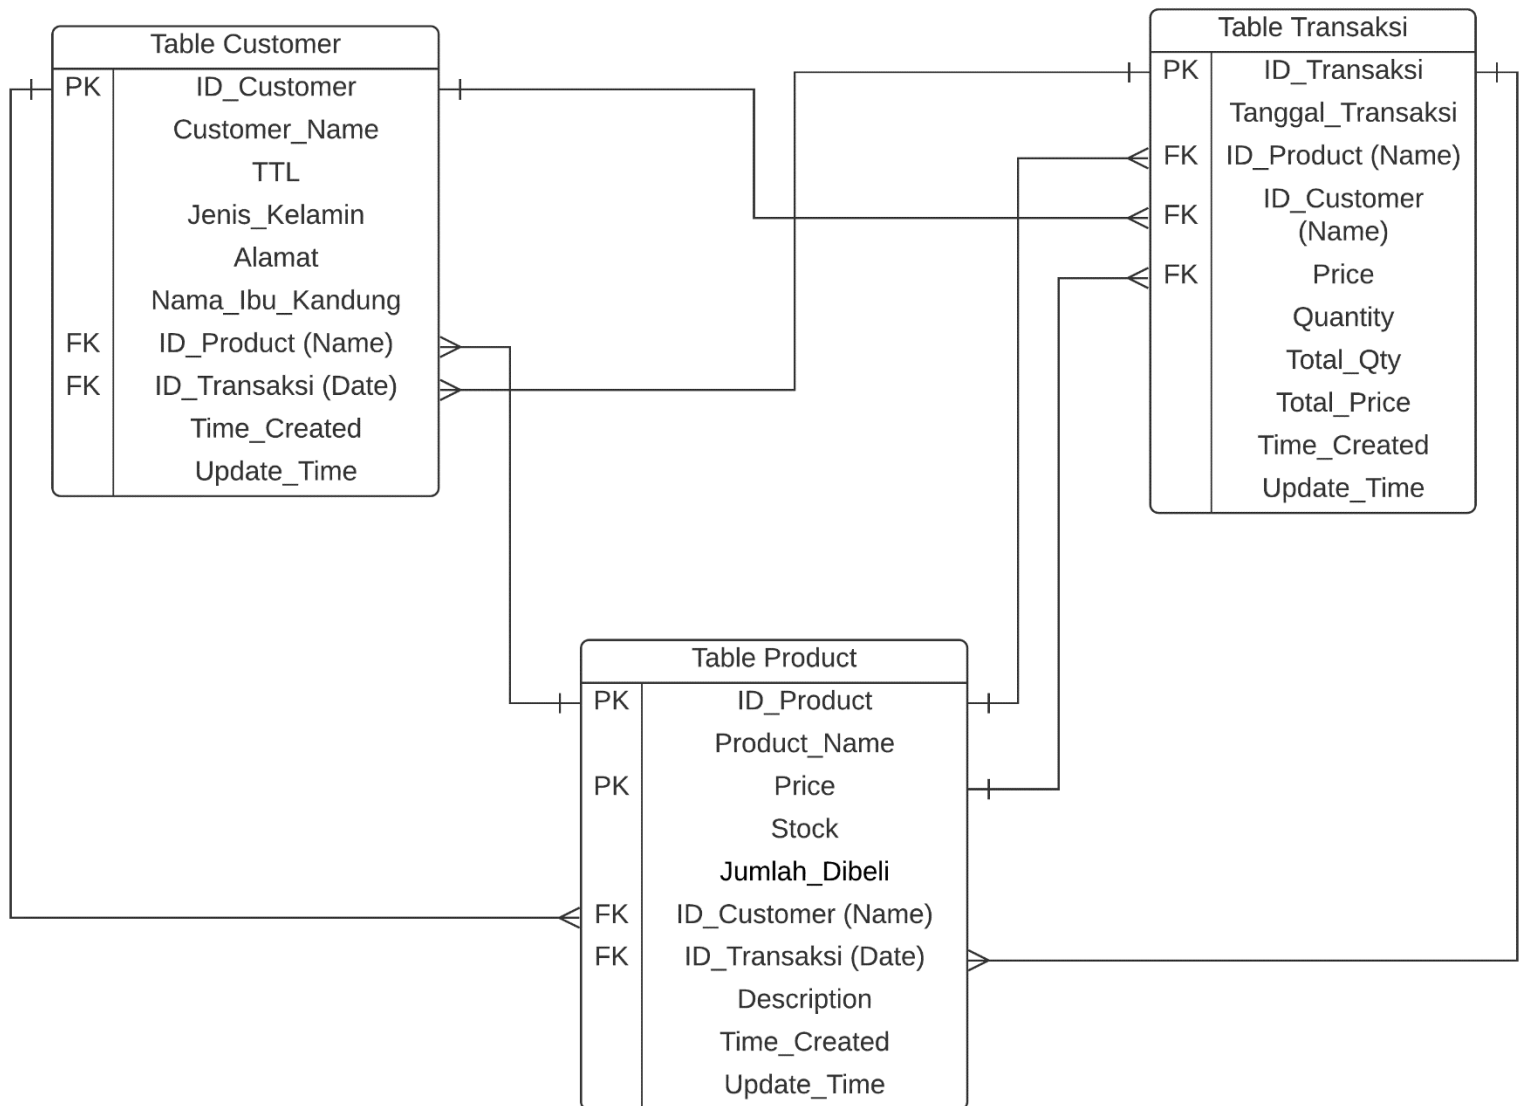 Table Customer
PK ID_Customer
Customer_Name
TTL
Jenis_Kelamin
Alamat
Nama_Ibu_Kandung
FK ID_Product (Name)
FK ID_Transaksi (Date)
Time_Created
Update_Time
Table Transaksi
PK ID_Transaksi
Tanggal_Transaksi
FK ID_Product (Name)
FK ID_Customer
(Name)
FK Price
Quantity
Total_Qty
Total_Price
Time_Created
Update_Time
Table Product
PK ID_Product
Product_Name
PK Price
Stock
Jumlah_Dibeli
FK ID_Customer (Name)
FK ID_Transaksi (Date)
Description
Time_Created
Update_Time